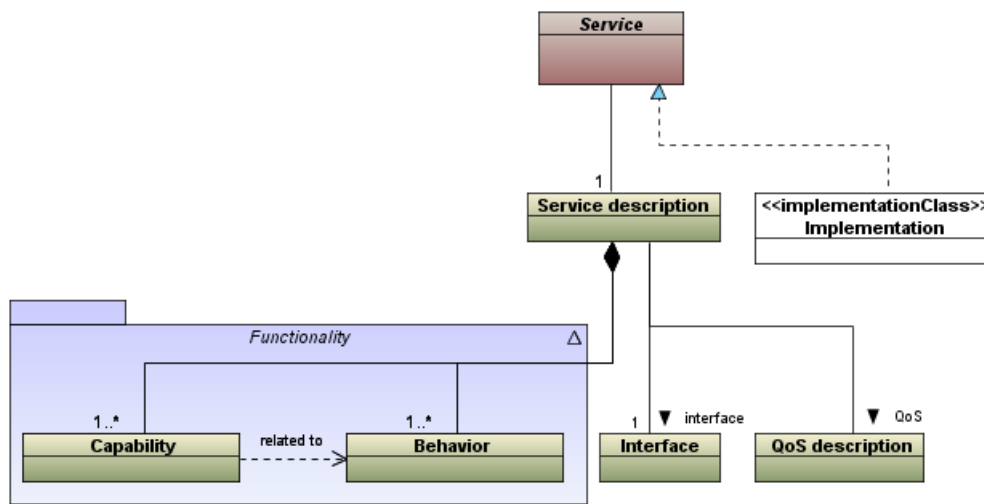 Service
1
Service description
<<implementationClass>>
Implementation
Functionality
1..*
1..*
1
interface
QoS
Capability
related to
Behavior
Interface
QoS description